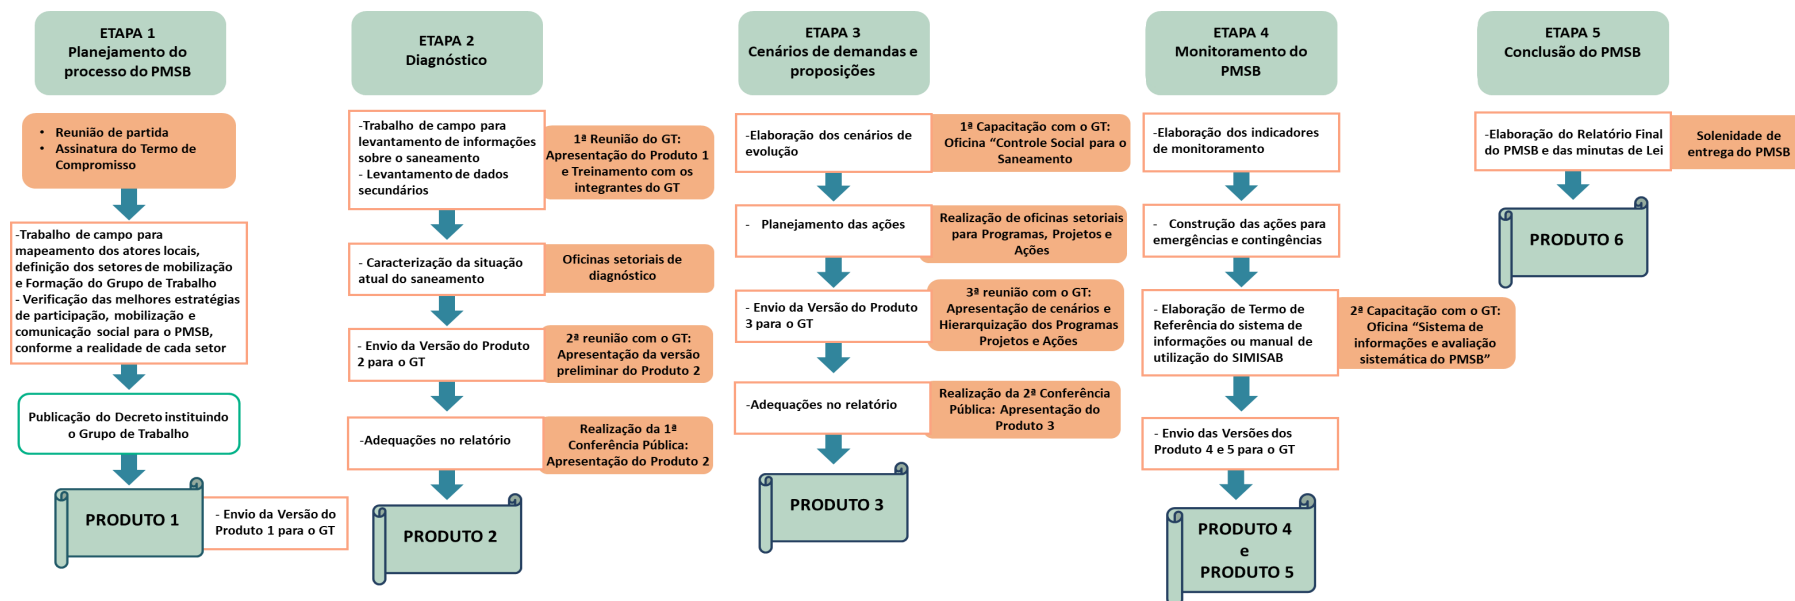 ETAPA 1
Planejamento do
processo do PMSB
• Reunião de partida
• Assinatura do Termo de
Compromisso
-Trabalho de campo para
mapeamento dos atores locais,
definição dos setores de mobilização
e Formação do Grupo de Trabalho
- Verificação das melhores estratégias
de participação, mobilização e
comunicação social para o PMSB,
conforme a realidade de cada setor
Publicação do Decreto instituindo
o Grupo de Trabalho
PRODUTO 1
- Envio da Versão do
Produto 1 para o GT
ETAPA 2
Diagnóstico
-Trabalho de campo para
levantamento de informações
sobre o saneamento
- Levantamento de dados
secundários
1ª Reunião do GT:
Apresentação do Produto 1
e Treinamento com os
integrantes do GT
- Caracterização da situação
atual do saneamento
Oficinas setoriais de
diagnóstico
- Envio da Versão do Produto
2 para o GT
2ª reunião com o GT:
Apresentação da versão
preliminar do Produto 2
-Adequações no relatório
Realização da 1ª
Conferência Pública:
Apresentação do Produto 2
PRODUTO 2
ETAPA 3
Cenários de demandas e
proposições
-Elaboração dos cenários de
evolução
1ª Capacitação com o GT:
Oficina “Controle Social para o
Saneamento
- Planejamento das ações
Realização de oficinas setoriais
para Programas, Projetos e
Ações
- Envio da Versão do Produto
3 para o GT
3ª reunião com o GT:
Apresentação de cenários e
Hierarquização dos Programas
Projetos e Ações
-Adequações no relatório
Realização da 2ª Conferência
Pública: Apresentação do
Produto 3
PRODUTO 3
ETAPA 4
Monitoramento do
PMSB
-Elaboração dos indicadores
de monitoramento
- Construção das ações para
emergências e contingências
- Elaboração de Termo de
Referência do sistema de
informações ou manual de
utilização do SIMISAB
2ª Capacitação com o GT:
Oficina “Sistema de
informações e avaliação
sistemática do PMSB”
- Envio das Versões dos
Produto 4 e 5 para o GT
PRODUTO 4
e
PRODUTO 5
ETAPA 5
Conclusão do PMSB
-Elaboração do Relatório Final
do PMSB e das minutas de Lei
Solenidade de
entrega do PMSB
PRODUTO 6